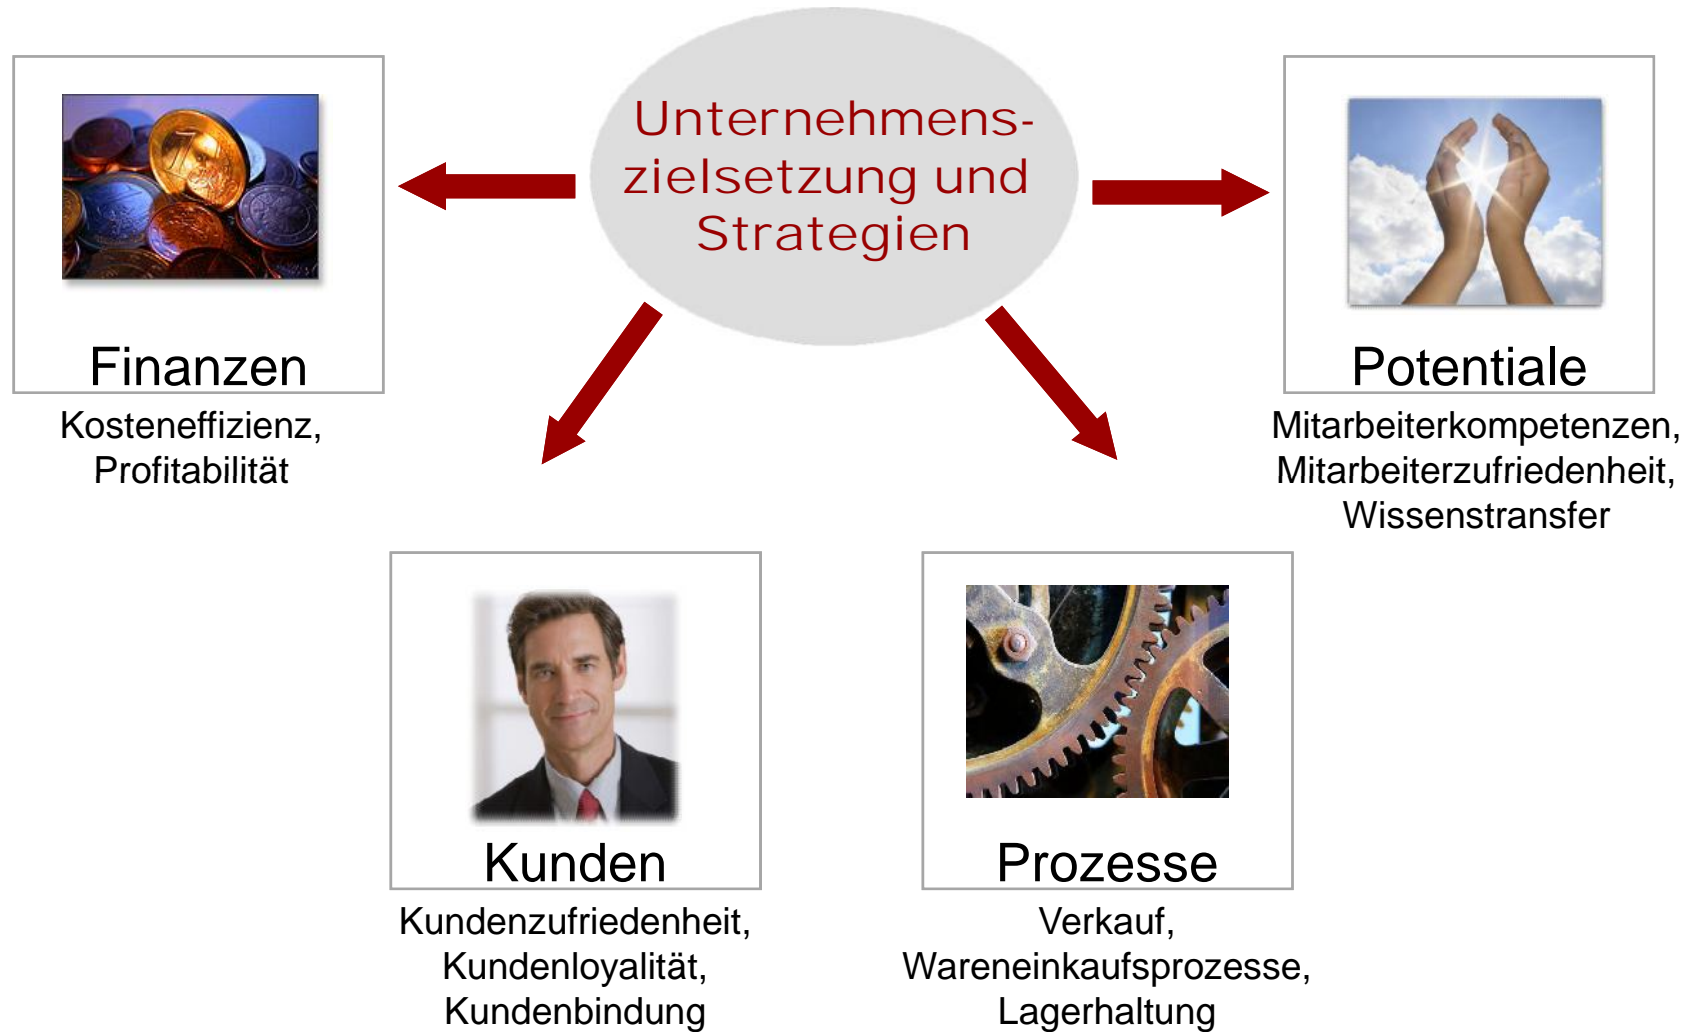 Unternehmens-
zielsetzung und
Strategien
Finanzen
Kosteneffizienz,
Profitabilität
Potentiale
Mitarbeiterkompetenzen,
Mitarbeiterzufriedenheit,
Wissenstransfer
Kunden
Kundenzufriedenheit,
Kundenloyalität,
Kundenbindung
Prozesse
Verkauf,
Wareneinkaufsprozesse,
Lagerhaltung